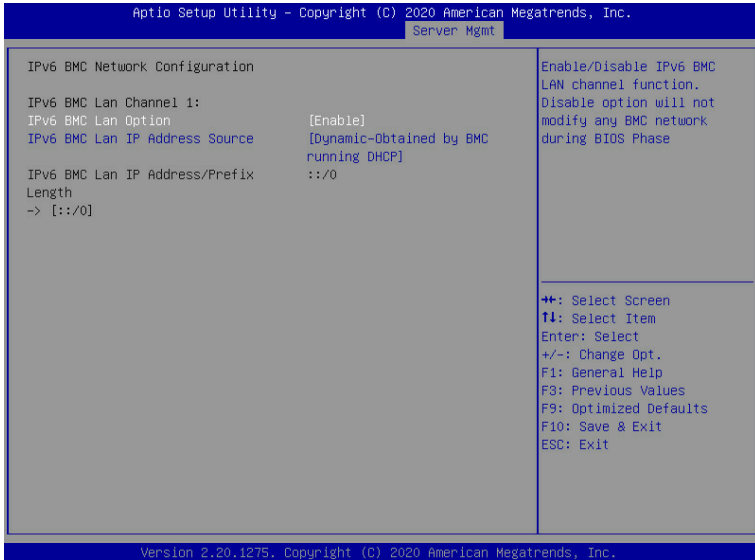 Aptio Setup Utility – Copyright (C) 2020 American Megatrends, Inc.
Server Mgmt
IPv6 BMC Network Configuration
IPv6 BMC Lan Channel 1:
IPv6 BMC Lan Option [Enable]
IPv6 BMC Lan IP Address Source [Dynamic-Obtained by BMC
running DHCP]
IPv6 BMC Lan IP Address/Prefix ::/0
Length
-> [::/0]
Enable/Disable IPv6 BMC
LAN channel function.
Disable option will not
modify any BMC network
during BIOS Phase
→←: Select Screen
↑↓: Select Item
Enter: Select
+/-: Change Opt.
F1: General Help
F3: Previous Values
F9: Optimized Defaults
F10: Save & Exit
ESC: Exit
Version 2.20.1275. Copyright (C) 2020 American Megatrends, Inc.